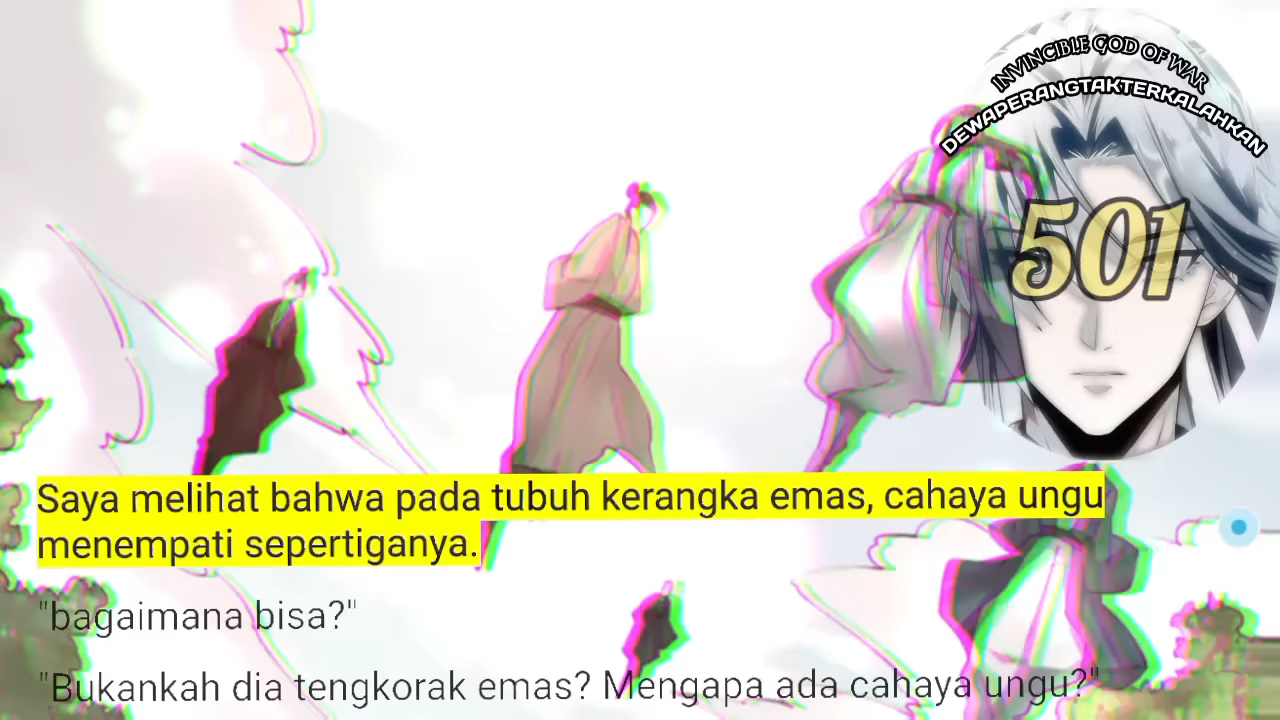 INVINCIBLE GOD OF WAR
DEWAPERANGTAKTERKALAHKAN
501
Saya melihat bahwa pada tubuh kerangka emas, cahaya ungu
menempati sepertiganya.
"bagaimana bisa?"
"Bukankah dia tengkorak emas? Mengapa ada cahaya ungu?"